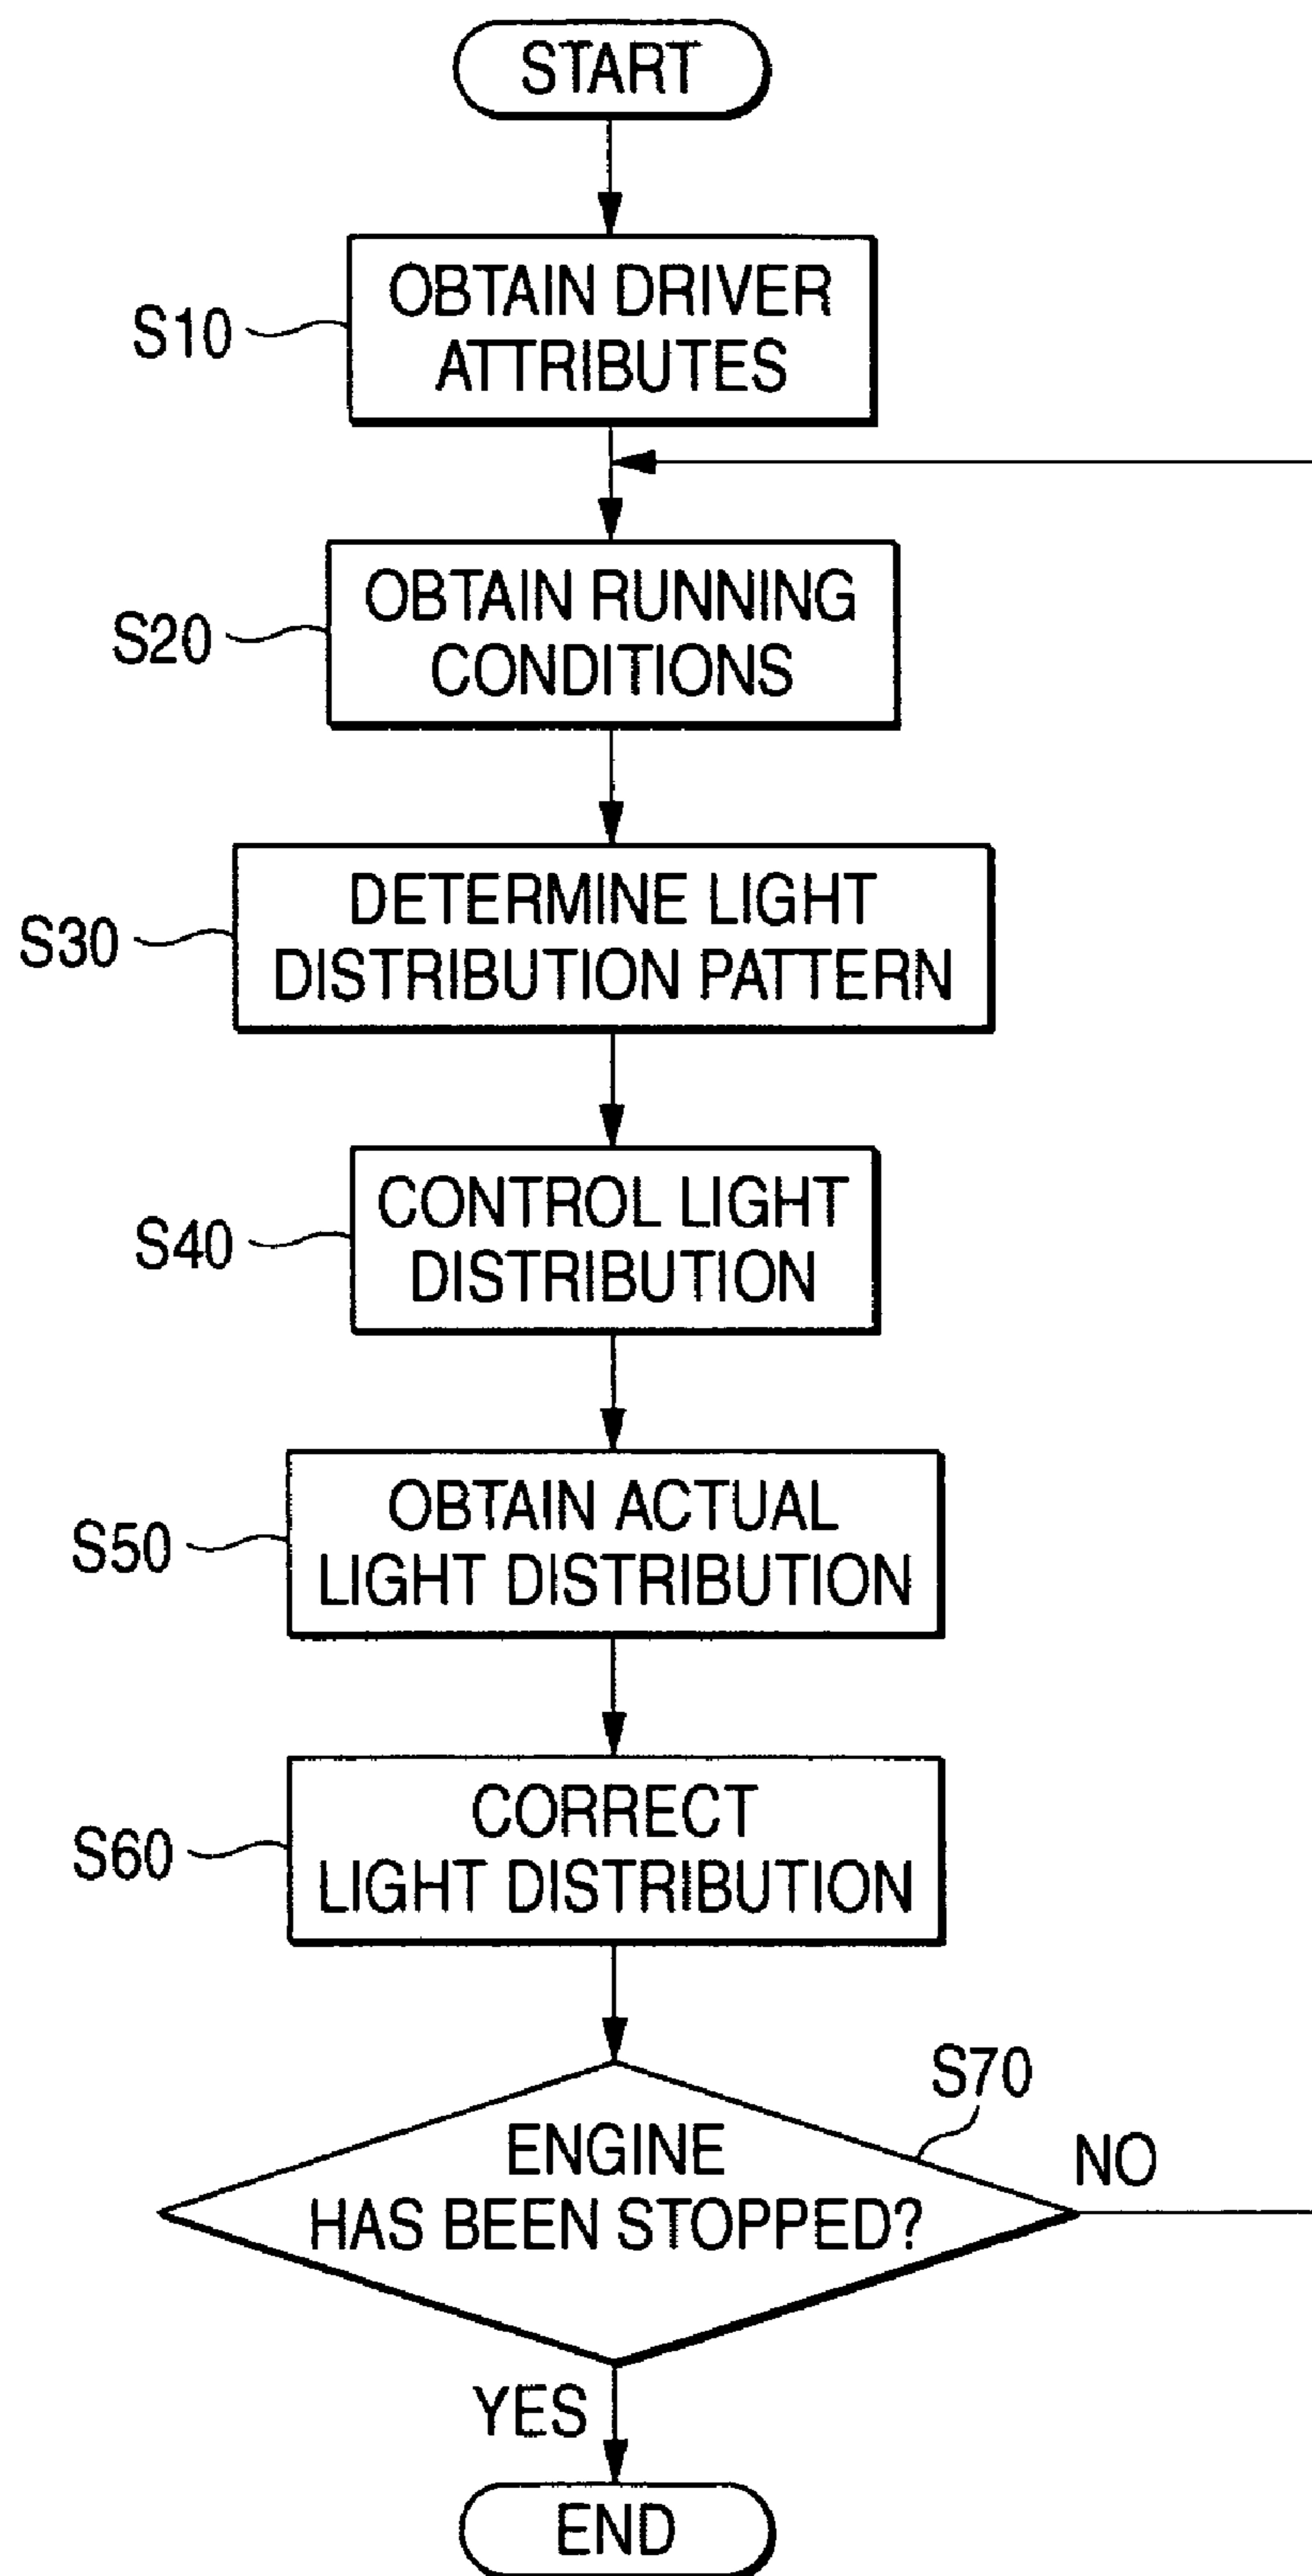 START
S10
OBTAIN DRIVER
ATTRIBUTES
S20
OBTAIN RUNNING
CONDITIONS
S30
DETERMINE LIGHT
DISTRIBUTION PATTERN
S40
CONTROL LIGHT
DISTRIBUTION
S50
OBTAIN ACTUAL
LIGHT DISTRIBUTION
S60
CORRECT
LIGHT DISTRIBUTION
S70
ENGINE
HAS BEEN STOPPED?
NO
YES
END